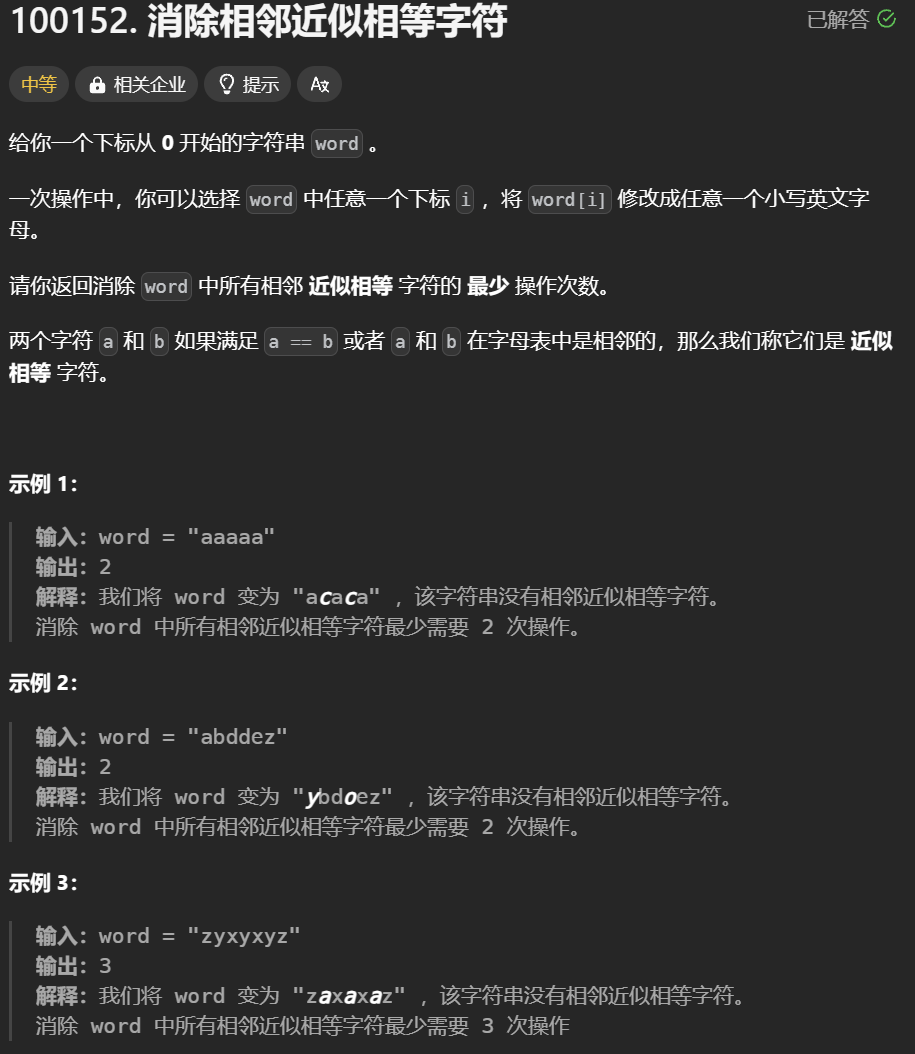 100152. 消除相邻近似相等字符
已解答
中等 相关企业 提示
给你一个下标从 0 开始的字符串 word 。
一次操作中，你可以选择 word 中任意一个下标 i ，将 word[i] 修改成任意一个小写英文字
母。
请你返回消除 word 中所有相邻 近似相等 字符的 最少 操作次数。
两个字符 a 和 b 如果满足 a == b 或者 a 和 b 在字母表中是相邻的，那么我们称它们是 近似
相等 字符。
示例 1：
输入：word = "aaaaa"
输出：2
解释：我们将 word 变为 "acaca" ，该字符串没有相邻近似相等字符。
消除 word 中所有相邻近似相等字符最少需要 2 次操作。
示例 2：
输入：word = "abddez"
输出：2
解释：我们将 word 变为 "ybdoez" ，该字符串没有相邻近似相等字符。
消除 word 中所有相邻近似相等字符最少需要 2 次操作。
示例 3：
输入：word = "zyxyxyz"
输出：3
解释：我们将 word 变为 "zaxaxaz" ，该字符串没有相邻近似相等字符。
消除 word 中所有相邻近似相等字符最少需要 3 次操作